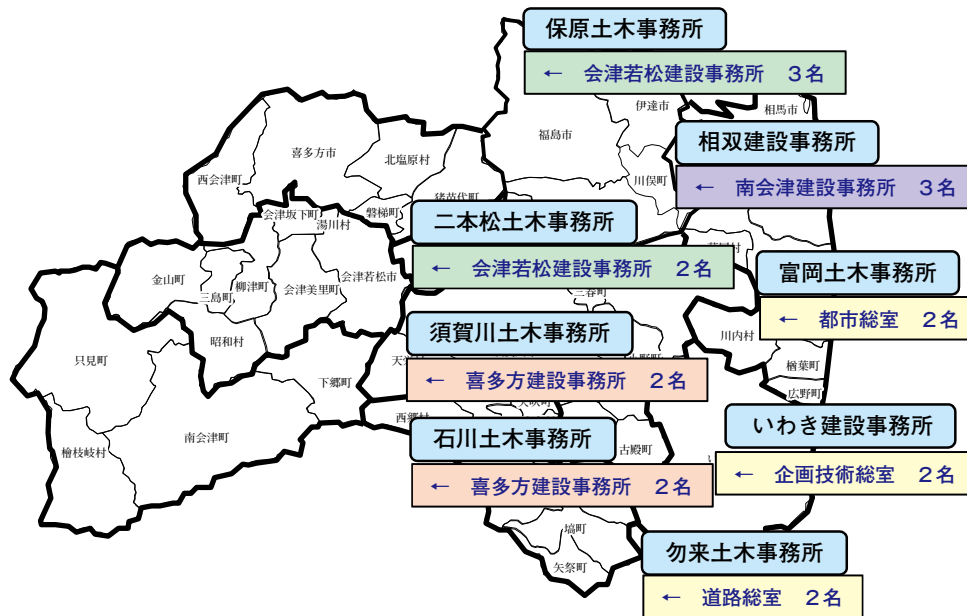 保原土木事務所
← 会津若松建設事務所 3名
伊達市
相馬市
福島市
相双建設事務所
← 南会津建設事務所 3名
川俣町
喜多方市
北塩原村
西会津町
猪苗代町
磐梯町
会津坂下町
湯川村
二本松土木事務所
← 会津若松建設事務所 2名
金山町
柳津町
三島町
会津美里町
会津若松市
昭和村
三春町
富岡土木事務所
← 都市総室 2名
川内村
楢葉町
広野町
須賀川土木事務所
← 喜多方建設事務所 2名
只見町
下郷町
西郷村
南会津町
檜枝岐村
石川土木事務所
← 喜多方建設事務所 2名
古殿町
いわき建設事務所
← 企画技術総室 2名
塙町
矢祭町
勿来土木事務所
← 道路総室 2名